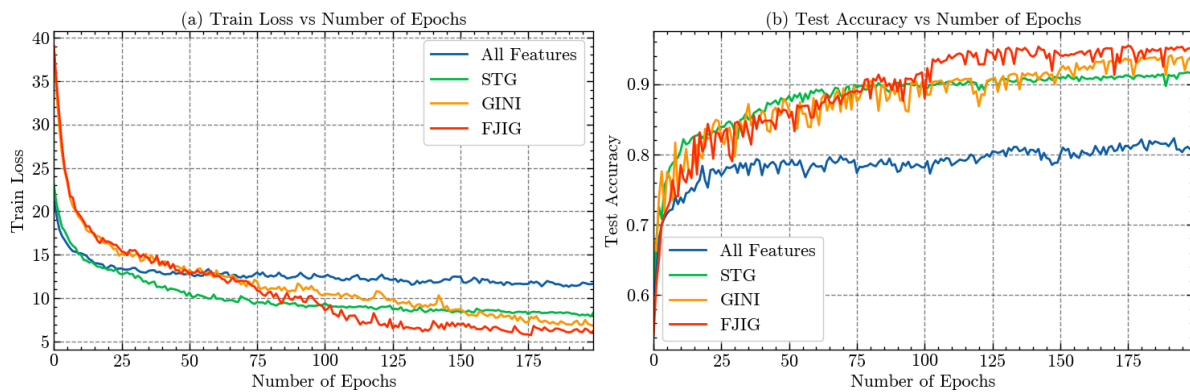 (a) Train Loss vs Number of Epochs
40
35
30
25
20
15
10
5
Train Loss
All Features
STG
GINI
FJIG
0 25 50 75 100 125 150 175
Number of Epochs
(b) Test Accuracy vs Number of Epochs
0.9
0.8
0.7
0.6
Test Accuracy
All Features
STG
GINI
FJIG
0 25 50 75 100 125 150 175
Number of Epochs